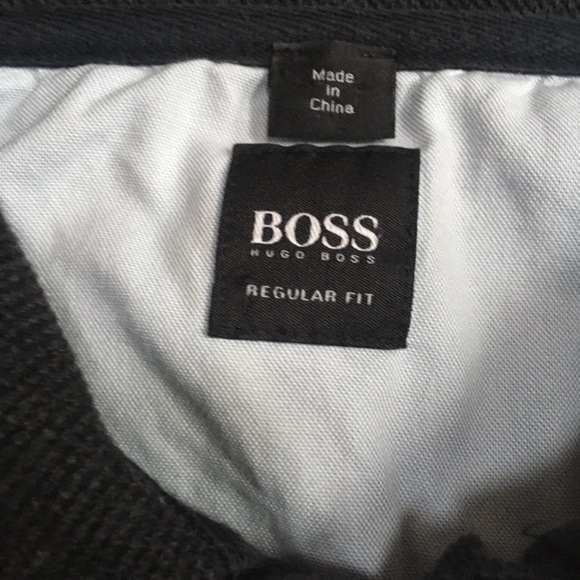 Made
in
China
BOSS
HUGO BOSS
REGULAR FIT